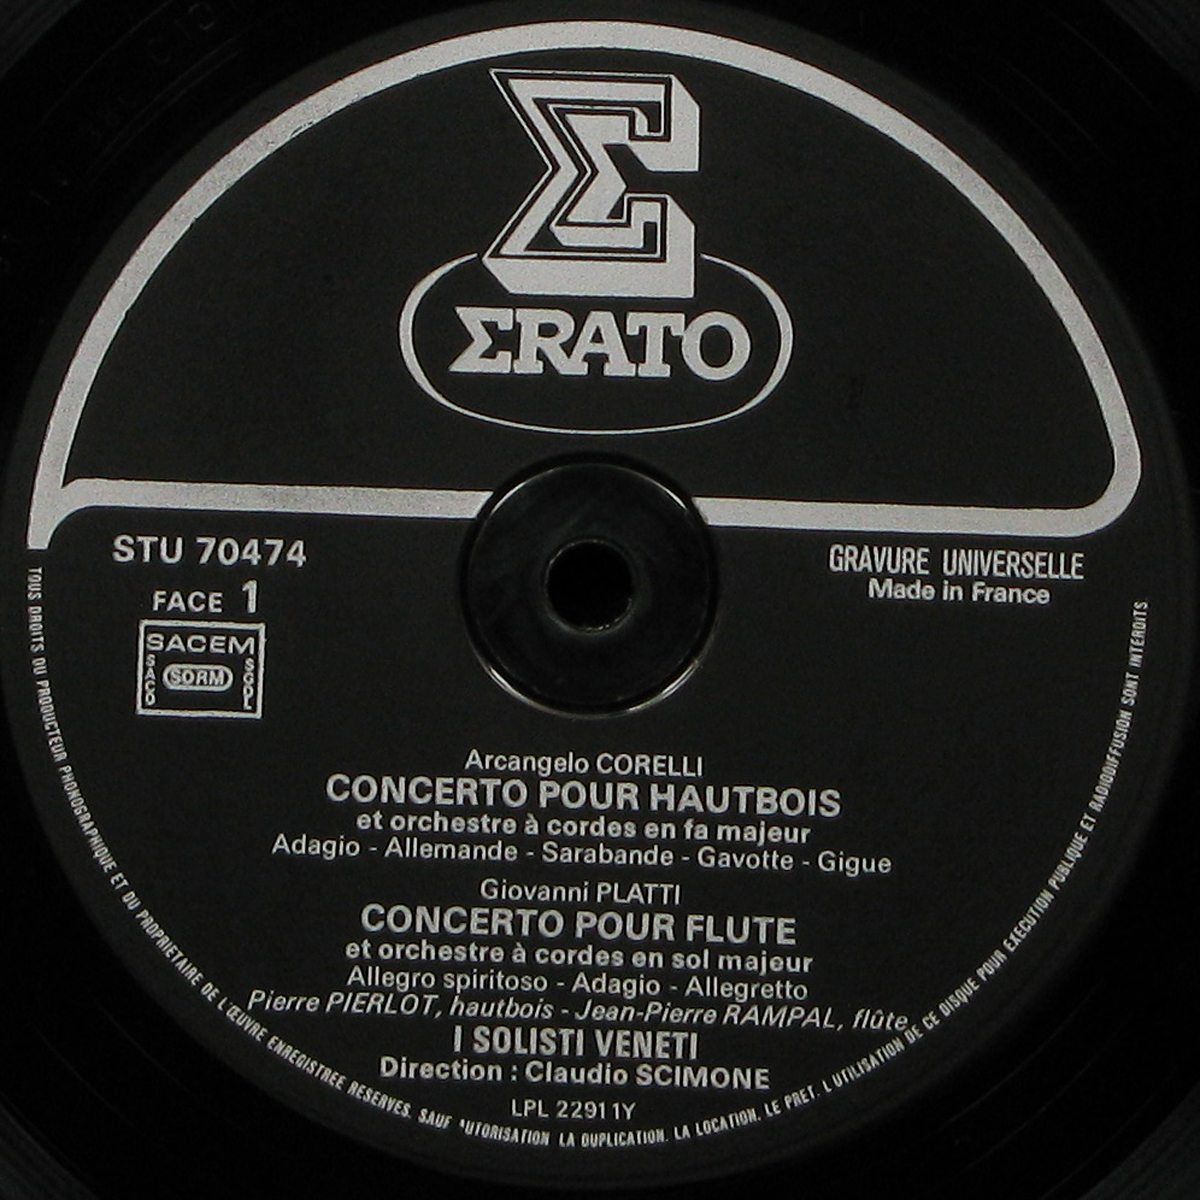 Σ
ΣRATO
STU 70474
FACE 1
SACEM
SACD
SORM
SGDL
GRAVURE UNIVERSELLE
Made in France
Arcangelo CORELLI
CONCERTO POUR HAUTBOIS
et orchestre à cordes en fa majeur
Adagio - Allemande - Sarabande - Gavotte - Gigue
Giovanni PLATTI
CONCERTO POUR FLUTE
et orchestre à cordes en sol majeur
Allegro spiritoso - Adagio - Allegretto
Pierre PIERLOT, hautbois - Jean-Pierre RAMPAL, flûte
I SOLISTI VENETI
Direction : Claudio SCIMONE
LPL 22911Y
TOUS DROITS DU PRODUCTEUR PHONOGRAPHIQUE ET DU PROPRIETAIRE DE L'ŒUVRE ENREGISTREE RESERVES. SAUF AUTORISATION LA DUPLICATION. LA LOCATION. LE PRET. L UTILISATION DE CE DISQUE POUR EXECUTION PUBLIQUE ET RADIODIFFUSION SONT INTERDITS